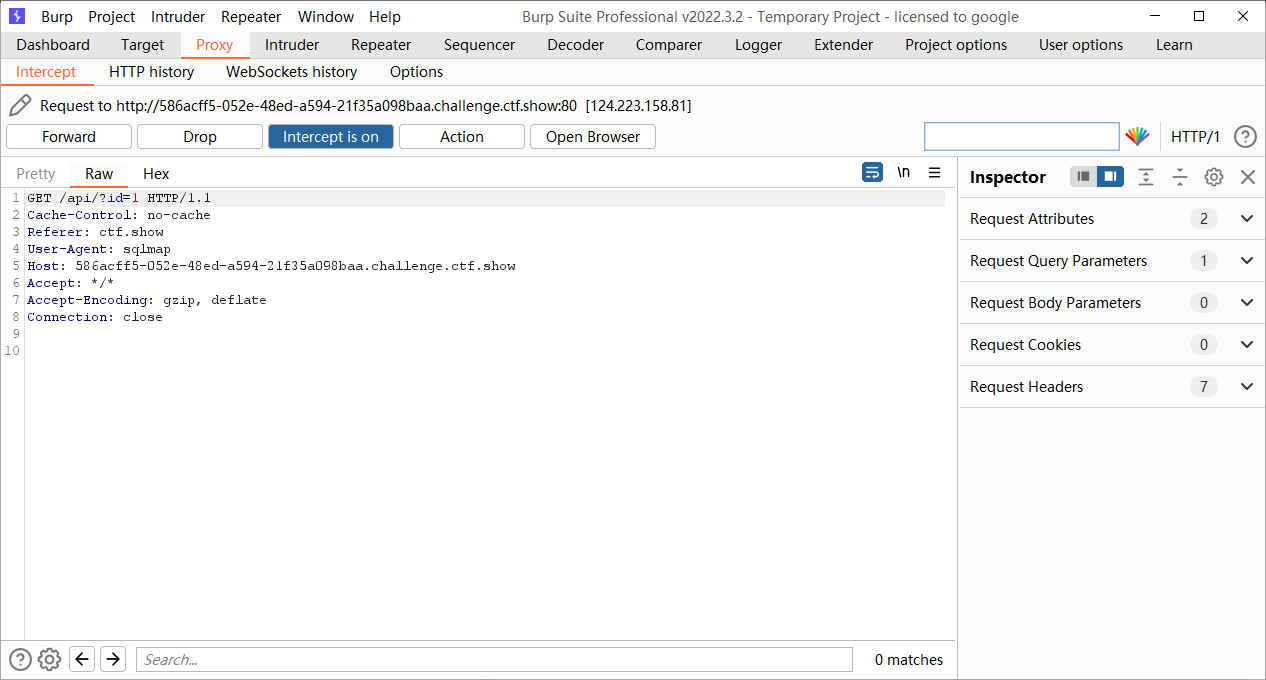 Burp Project Intruder Repeater Window Help Burp Suite Professional v2022.3.2 - Temporary Project - licensed to google
Dashboard Target Proxy Intruder Repeater Sequencer Decoder Comparer Logger Extender Project options User options Learn
Intercept HTTP history WebSockets history Options
Request to http://586acff5-052e-48ed-a594-21f35a098baa.challenge.ctf.show:80 [124.223.158.81]
Forward Drop Intercept is on Action Open Browser HTTP/1 ?
Pretty Raw Hex \n Inspector
1 GET /api/?id=1 HTTP/1.1
2 Cache-Control: no-cache
3 Referer: ctf.show
4 User-Agent: sqlmap
5 Host: 586acff5-052e-48ed-a594-21f35a098baa.challenge.ctf.show
6 Accept: */*
7 Accept-Encoding: gzip, deflate
8 Connection: close
9
10
Request Attributes 2
Request Query Parameters 1
Request Body Parameters 0
Request Cookies 0
Request Headers 7
? Search... 0 matches